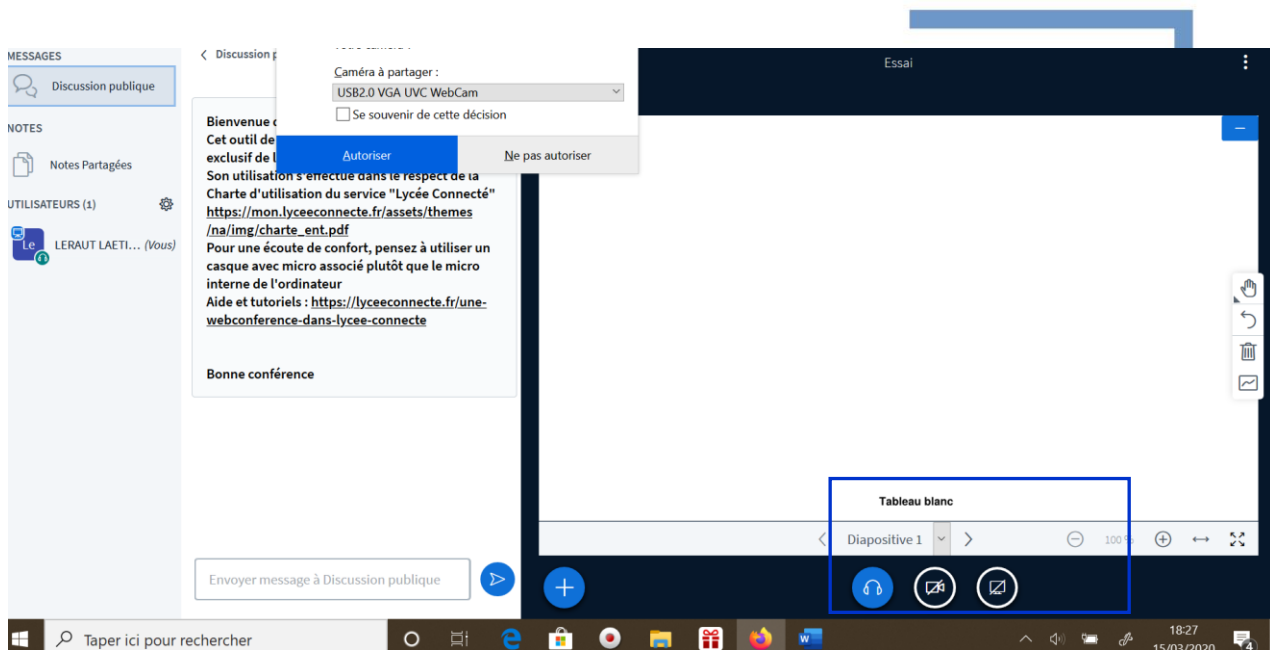 MESSAGES
Discussion publique
NOTES
Notes Partagées
UTILISATEURS (1)
Le
LERAUT LAETI... (Vous)
Discussion
Caméra à partager :
USB2.0 VGA UVC WebCam
Se souvenir de cette décision
Autoriser
Ne pas autoriser
Bienvenue
Cet outil de
exclusif de
Son utilisation s'effectue dans le respect de la
Charte d'utilisation du service "Lycée Connecté"
https://mon.lyceeconnecte.fr/assets/themes
/na/img/charte_ent.pdf
Pour une écoute de confort, pensez à utiliser un
casque avec micro associé plutôt que le micro
interne de l'ordinateur
Aide et tutoriels : https://lyceeconnecte.fr/une-
webconference-dans-lycee-connecte
Bonne conférence
Envoyer message à Discussion publique
Essai
Tableau blanc
Diapositive 1
100 %
Taper ici pour rechercher
18:27
15/03/2020
4